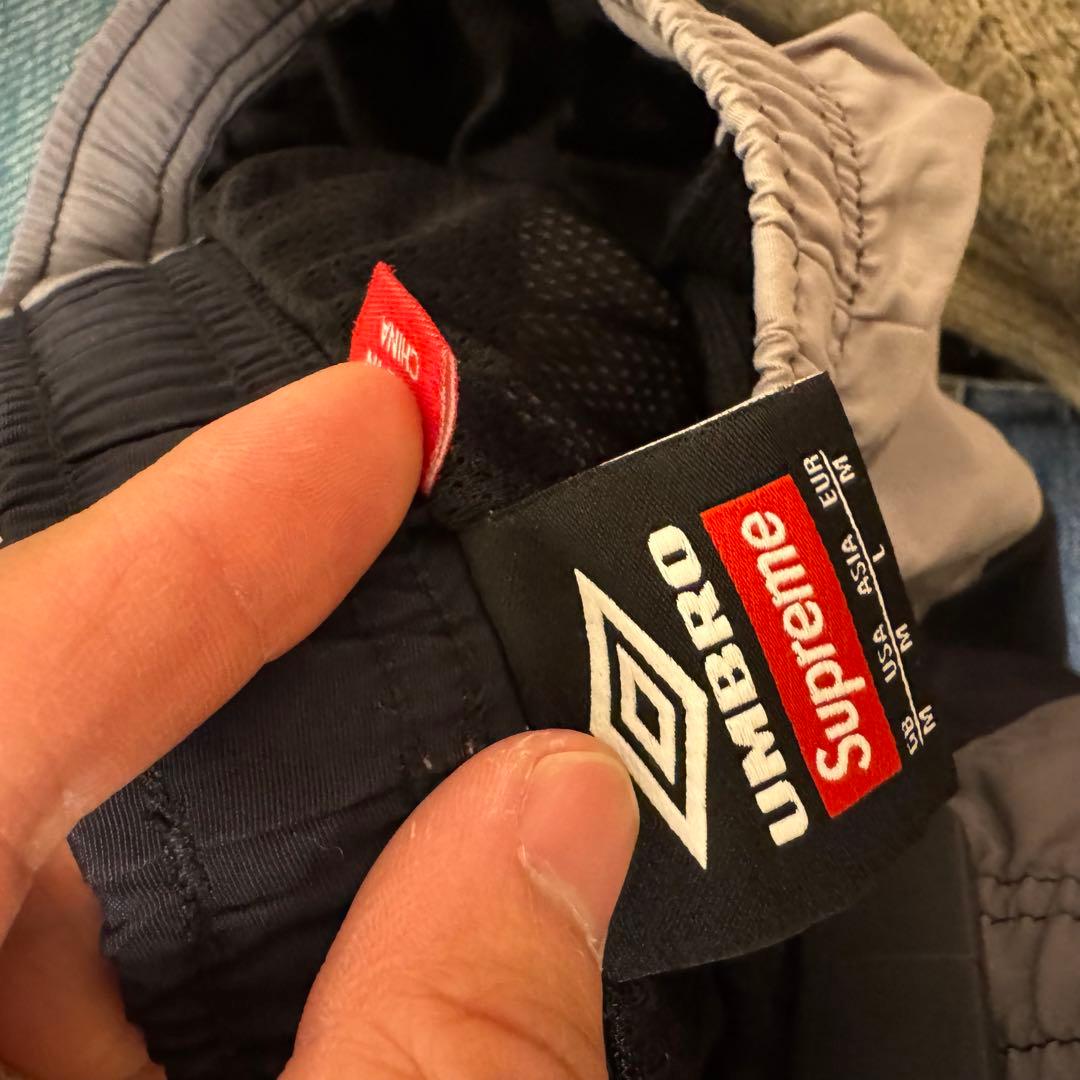 UMBRO
Supreme
GB USA ASIA EUR
M M L M
CHINA